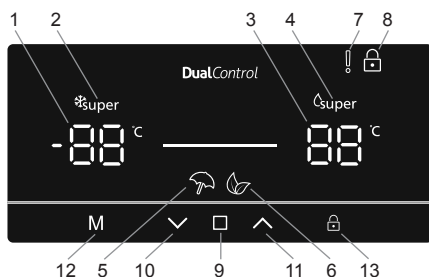 1 2 3 4 7 8
DualControl
super super
-88 °C 88 °C
M
12 5 10 9 11 6 13